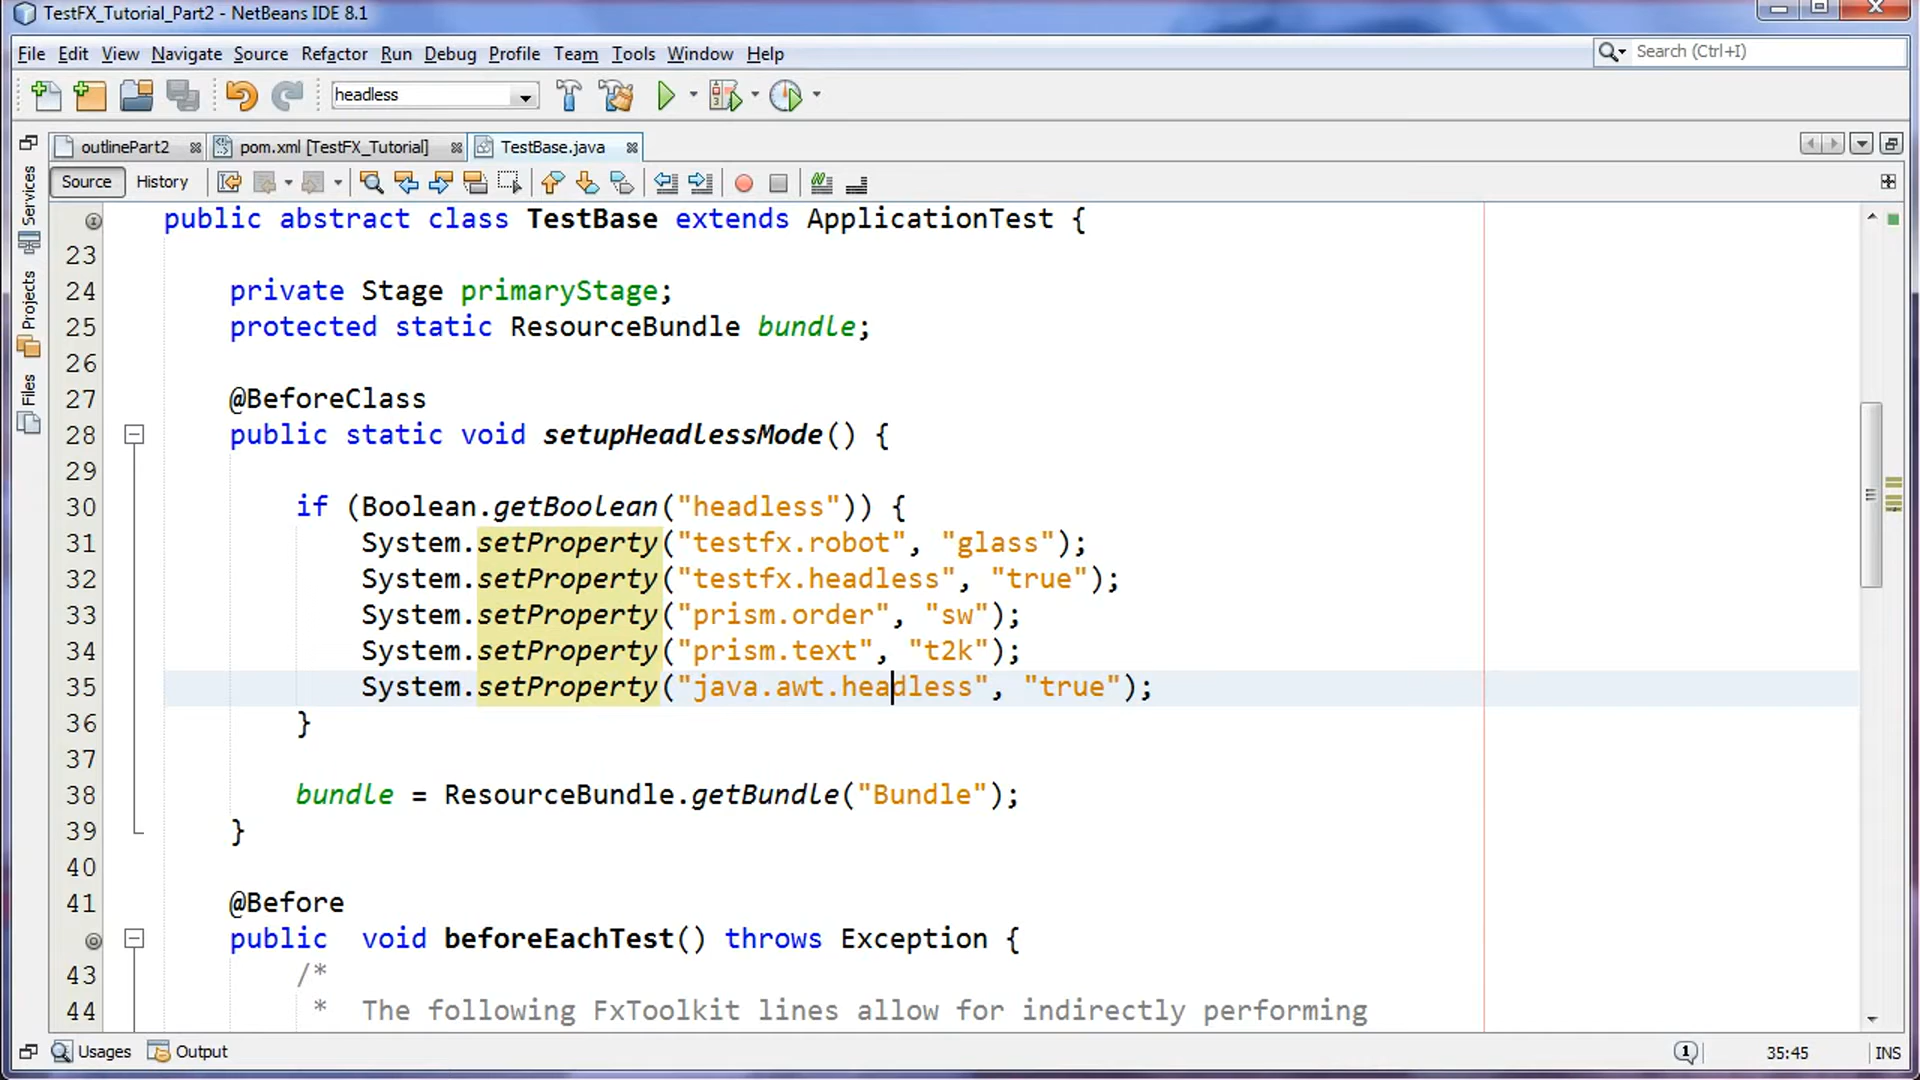 TestFX_Tutorial_Part2 - NetBeans IDE 8.1
File Edit View Navigate Source Refactor Run Debug Profile Team Tools Window Help
Search (Ctrl+I)
headless
outlinePart2 pom.xml [TestFX_Tutorial] TestBase.java
Source History
Services
Projects
Files
public abstract class TestBase extends ApplicationTest {
23
24 private Stage primaryStage;
25 protected static ResourceBundle bundle;
26
27 @BeforeClass
28 public static void setupHeadlessMode() {
29
30 if (Boolean.getBoolean("headless")) {
31 System.setProperty("testfx.robot", "glass");
32 System.setProperty("testfx.headless", "true");
33 System.setProperty("prism.order", "sw");
34 System.setProperty("prism.text", "t2k");
35 System.setProperty("java.awt.headless", "true");
36 }
37
38 bundle = ResourceBundle.getBundle("Bundle");
39 }
40
41 @Before
public  void beforeEachTest() throws Exception {
43 /*
44 *  The following FxToolkit lines allow for indirectly performing
Usages Output
1
35:45 INS